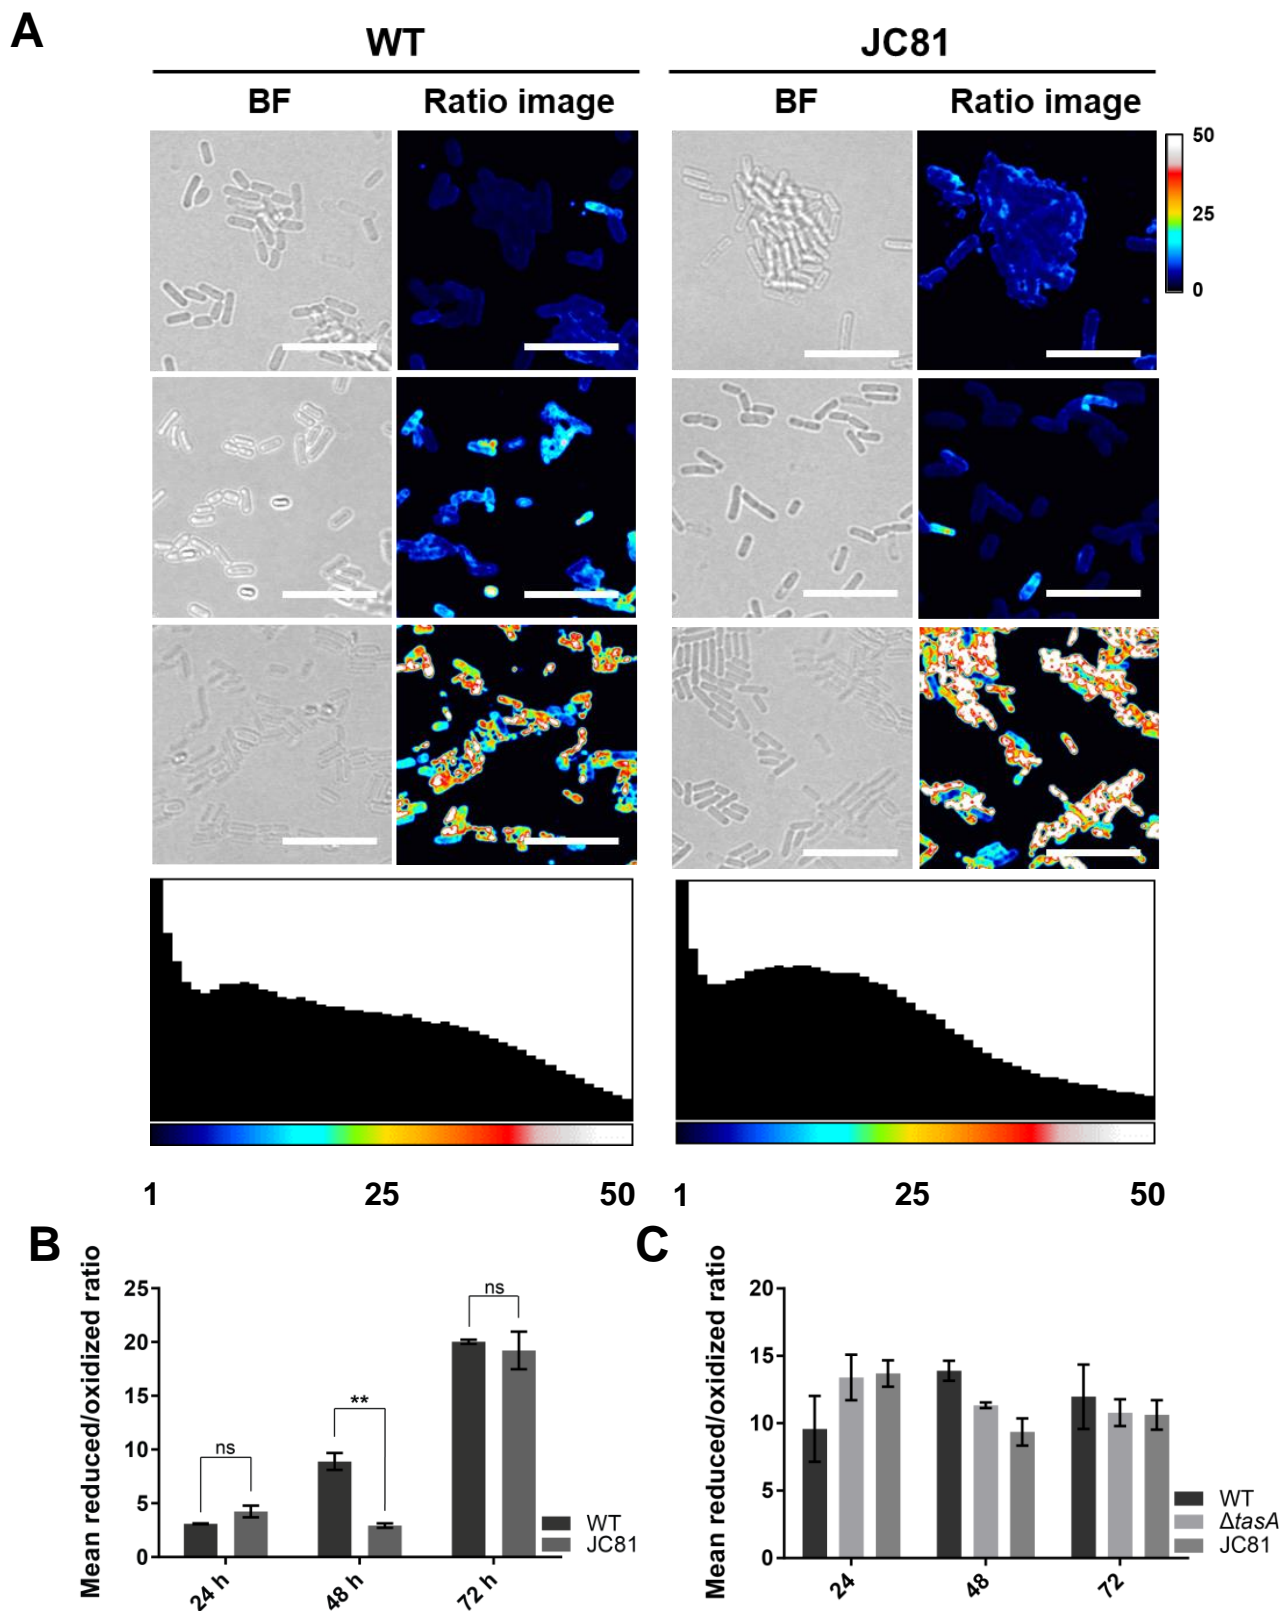 A
WT JC81
BF Ratio image BF Ratio image
50
25
0
1 25 50 1 25 50
B
Mean reduced/oxidized ratio
25
20
15
10
5
0
ns
**
ns
24 h 48 h 72 h
WT
JC81
C
Mean reduced/oxidized ratio
20
15
10
5
0
24 48 72
WT
ΔtasA
JC81